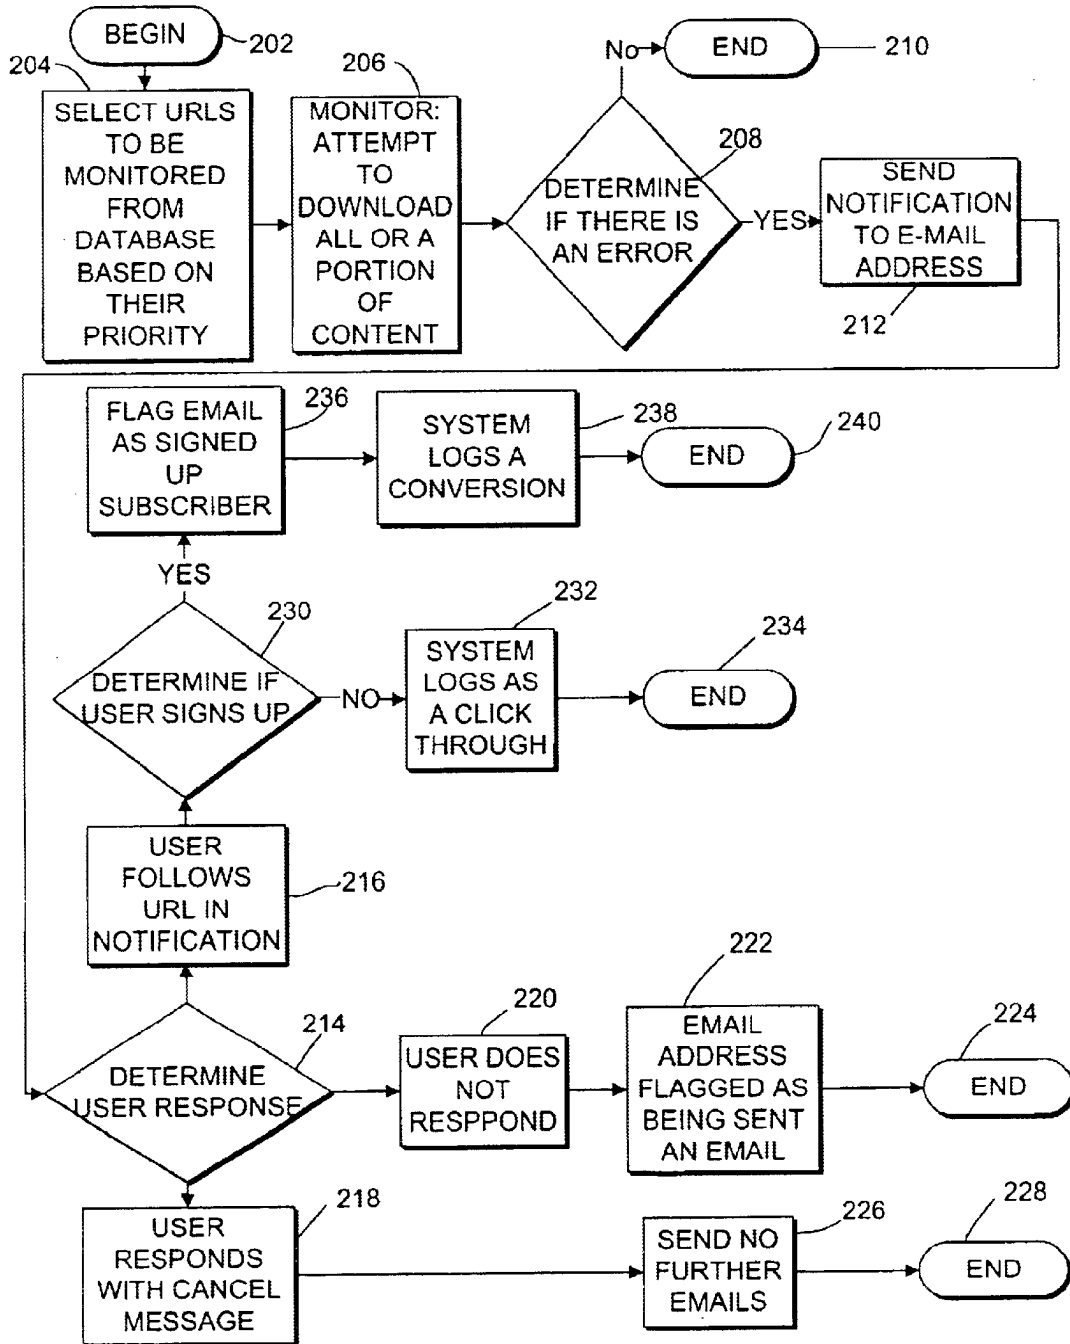 BEGIN
202
204
SELECT URLS
TO BE
MONITORED
FROM
DATABASE
BASED ON
THEIR
PRIORITY
206
MONITOR:
ATTEMPT
TO
DOWNLOAD
ALL OR A
PORTION
OF
CONTENT
208
DETERMINE
IF THERE IS
AN ERROR
No
END
210
YES
SEND
NOTIFICATION
TO E-MAIL
ADDRESS
212
FLAG EMAIL
AS SIGNED
UP
SUBSCRIBER
236
SYSTEM
LOGS A
CONVERSION
238
END
240
YES
230
DETERMINE IF
USER SIGNS UP
NO
232
SYSTEM
LOGS AS
A CLICK
THROUGH
END
234
USER
FOLLOWS
URL IN
NOTIFICATION
216
214
DETERMINE
USER RESPONSE
220
USER DOES
NOT
RESPPOND
222
EMAIL
ADDRESS
FLAGGED AS
BEING SENT
AN EMAIL
224
END
218
USER
RESPONDS
WITH CANCEL
MESSAGE
226
SEND NO
FURTHER
EMAILS
228
END